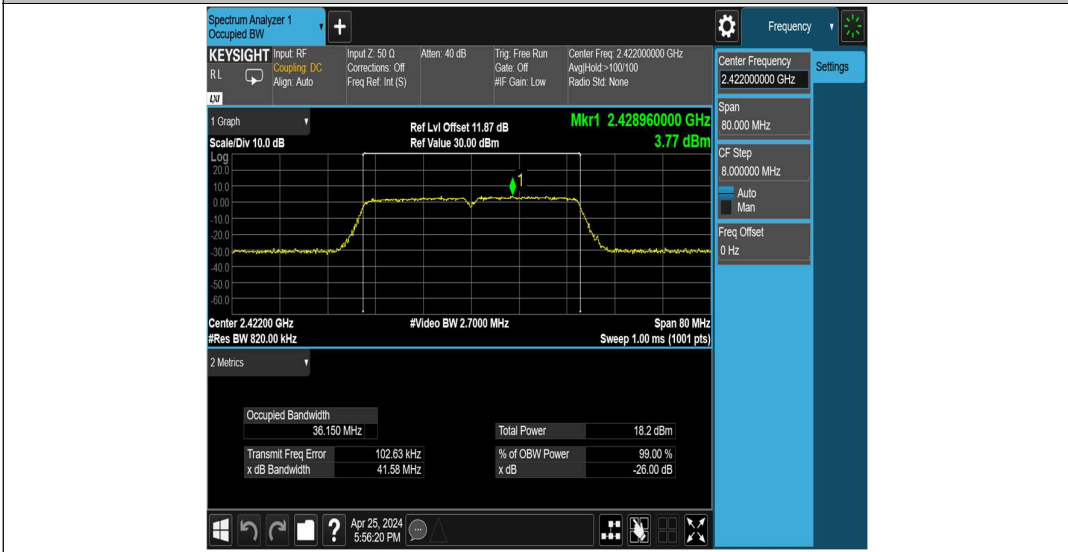 Spectrum Analyzer 1
Occupied BW
Frequency
KEYSIGHT
Input: RF
Coupling: DC
Align: Auto
Input Z: 50 Ω
Corrections: Off
Freq Ref: Int (S)
Atten: 40 dB
Trig: Free Run
Gate: Off
#IF Gain: Low
Center Freq: 2.422000000 GHz
Avg|Hold:>100/100
Radio Std: None
R L
LXI
Center Frequency
2.422000000 GHz
Settings
Span
80.000 MHz
CF Step
8.000000 MHz
Auto
Man
Freq Offset
0 Hz
1 Graph
Ref Lvl Offset 11.87 dB
Mkr1 2.428960000 GHz
Scale/Div 10.0 dB
Ref Value 30.00 dBm
3.77 dBm
Log
20.0
10.0
0.00
-10.0
-20.0
-30.0
-40.0
-50.0
-60.0
1
Center 2.42200 GHz
#Video BW 2.7000 MHz
Span 80 MHz
#Res BW 820.00 kHz
Sweep 1.00 ms (1001 pts)
2 Metrics
Occupied Bandwidth
36.150 MHz
Total Power 18.2 dBm
Transmit Freq Error 102.63 kHz
% of OBW Power 99.00 %
x dB Bandwidth 41.58 MHz
x dB -26.00 dB
?
Apr 25, 2024
5:56:20 PM